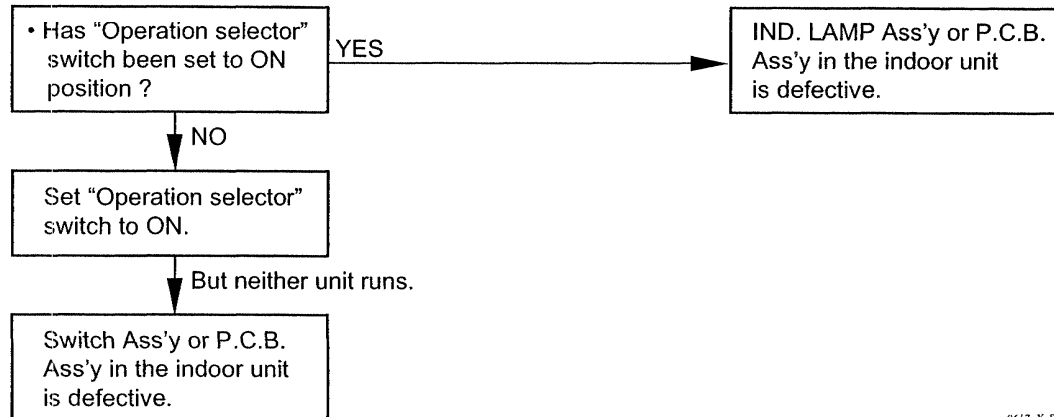 • Has “Operation selector”
switch been set to ON
position ?
YES
IND. LAMP Ass'y or P.C.B.
Ass'y in the indoor unit
is defective.
NO
Set “Operation selector”
switch to ON.
But neither unit runs.
Switch Ass'y or P.C.B.
Ass'y in the indoor unit
is defective.